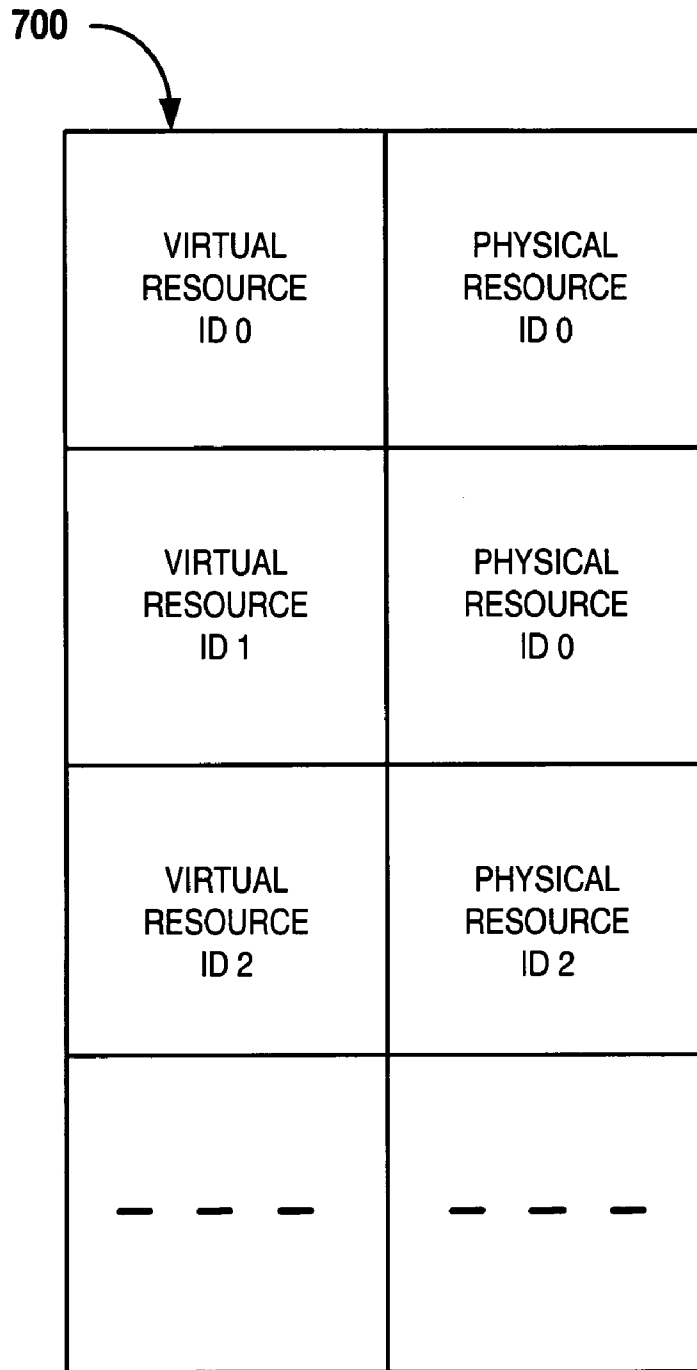 700
VIRTUAL
RESOURCE
ID 0
PHYSICAL
RESOURCE
ID 0
VIRTUAL
RESOURCE
ID 1
PHYSICAL
RESOURCE
ID 0
VIRTUAL
RESOURCE
ID 2
PHYSICAL
RESOURCE
ID 2